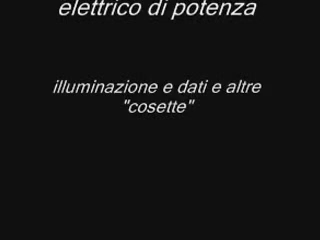 elettrico di potenza
illuminazione e dati e altre
"cosette"